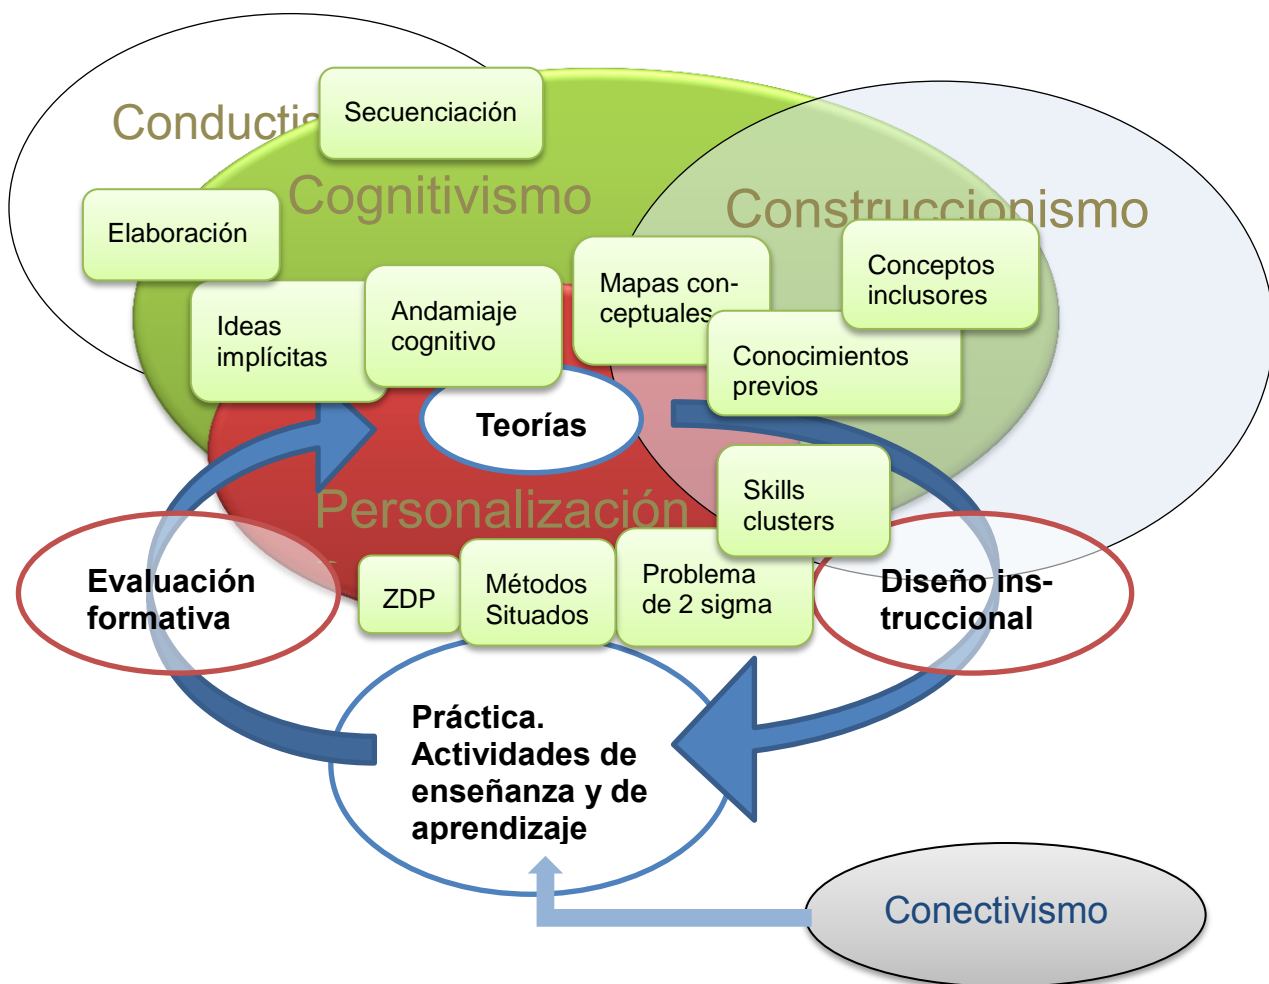 Conductis
Secuenciación
Cognitivismo
Construccionismo
Elaboración
Ideas
implícitas
Andamiaje
cognitivo
Mapas con-
ceptuales
Conceptos
inclusores
Conocimientos
previos
Teorías
Personalización
Skills
clusters
Evaluación
formativa
ZDP
Métodos
Situados
Problema
de 2 sigma
Diseño ins-
truccional
Práctica.
Actividades de
enseñanza y de
aprendizaje
Conectivismo